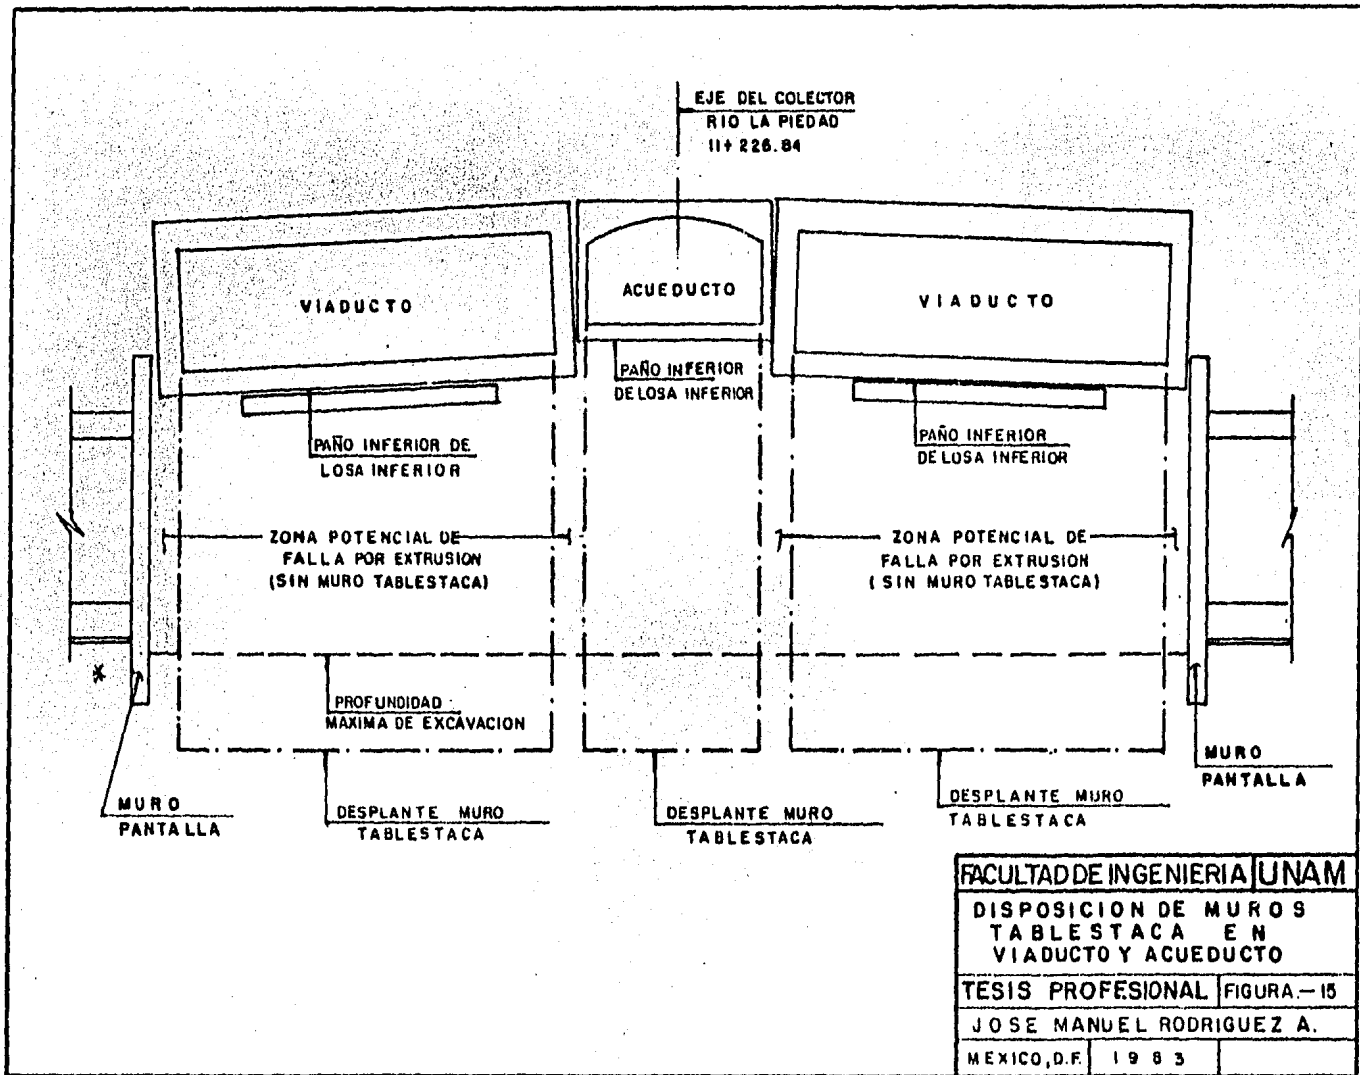 EJE DEL COLECTOR
RIO LA PIEDAD
11+ 226.84
VIADUCTO
ACUEDUCTO
VIADUCTO
PAÑO INFERIOR
DE LOSA INFERIOR
PAÑO INFERIOR DE
LOSA INFERIOR
PAÑO INFERIOR
DE LOSA INFERIOR
ZONA POTENCIAL DE
FALLA POR EXTRUSION
(SIN MURO TABLESTACA)
ZONA POTENCIAL DE
FALLA POR EXTRUSION
(SIN MURO TABLESTACA)
PROFUNDIDAD
MAXIMA DE EXCAVACION
MURO
PANTALLA
DESPLANTE MURO
TABLESTACA
DESPLANTE MURO
TABLESTACA
DESPLANTE MURO
TABLESTACA
MURO
PANTALLA
FACULTAD DE INGENIERIA UNAM
DISPOSICION DE MUROS
TABLESTACA EN
VIADUCTO Y ACUEDUCTO
TESIS PROFESIONAL FIGURA.-15
JOSE MANUEL RODRIGUEZ A.
MEXICO, D.F. 1983